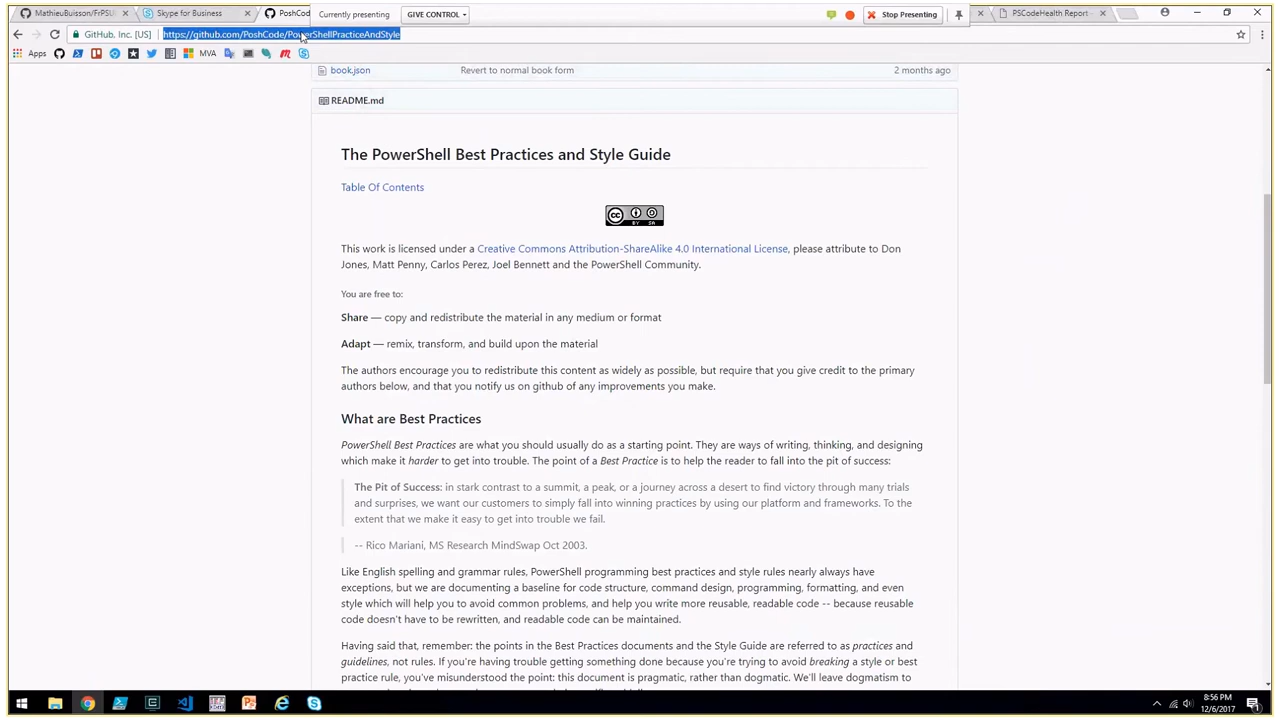 MathieuBuisson/FrPSU
Skype for Business
PoshCod
Currently presenting
GIVE CONTROL
Stop Presenting
PSCodeHealth Report -
GitHub, Inc. [US]
https://github.com/PoshCode/PowerShellPracticeAndStyle
Apps
MVA
book.json
Revert to normal book form
2 months ago
README.md
The PowerShell Best Practices and Style Guide
Table Of Contents
CC BY SA
This work is licensed under a Creative Commons Attribution-ShareAlike 4.0 International License, please attribute to Don
Jones, Matt Penny, Carlos Perez, Joel Bennett and the PowerShell Community.
You are free to:
Share — copy and redistribute the material in any medium or format
Adapt — remix, transform, and build upon the material
The authors encourage you to redistribute this content as widely as possible, but require that you give credit to the primary
authors below, and that you notify us on github of any improvements you make.
What are Best Practices
PowerShell Best Practices are what you should usually do as a starting point. They are ways of writing, thinking, and designing
which make it harder to get into trouble. The point of a Best Practice is to help the reader to fall into the pit of success:
The Pit of Success: in stark contrast to a summit, a peak, or a journey across a desert to find victory through many trials
and surprises, we want our customers to simply fall into winning practices by using our platform and frameworks. To the
extent that we make it easy to get into trouble we fail.
-- Rico Mariani, MS Research MindSwap Oct 2003.
Like English spelling and grammar rules, PowerShell programming best practices and style rules nearly always have
exceptions, but we are documenting a baseline for code structure, command design, programming, formatting, and even
style which will help you to avoid common problems, and help you write more reusable, readable code -- because reusable
code doesn't have to be rewritten, and readable code can be maintained.
Having said that, remember: the points in the Best Practices documents and the Style Guide are referred to as practices and
guidelines, not rules. If you're having trouble getting something done because you're trying to avoid breaking a style or best
practice rule, you've misunderstood the point: this document is pragmatic, rather than dogmatic. We'll leave dogmatism to
8:56 PM
12/6/2017